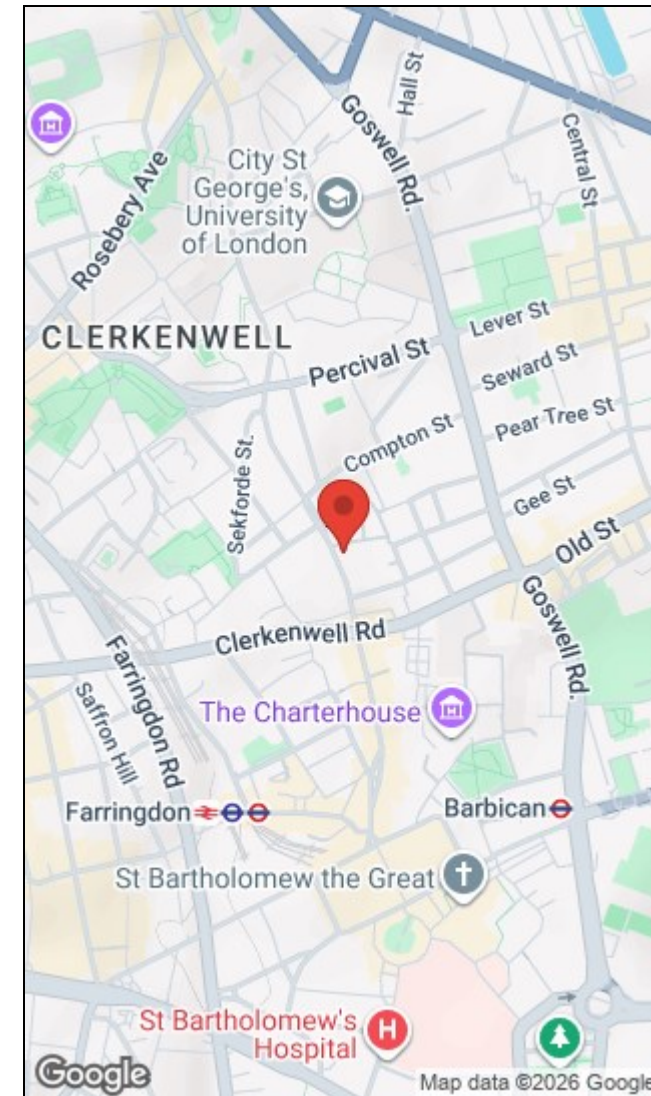 Hall St
Goswell Rd.
Central St
City St
George's,
University
of London
Rosebery Ave
Lever St
CLERKENWELL
Percival St
Seward St
Pear Tree St
Compton St
Sekforde St.
Gee St
Old St
Goswell Rd.
Clerkenwell Rd
Farringdon Rd
Saffron Hill
The Charterhouse
Farringdon
Barbican
St Bartholomew the Great
St Bartholomew's
Hospital
H
Google
Map data ©2026 Google